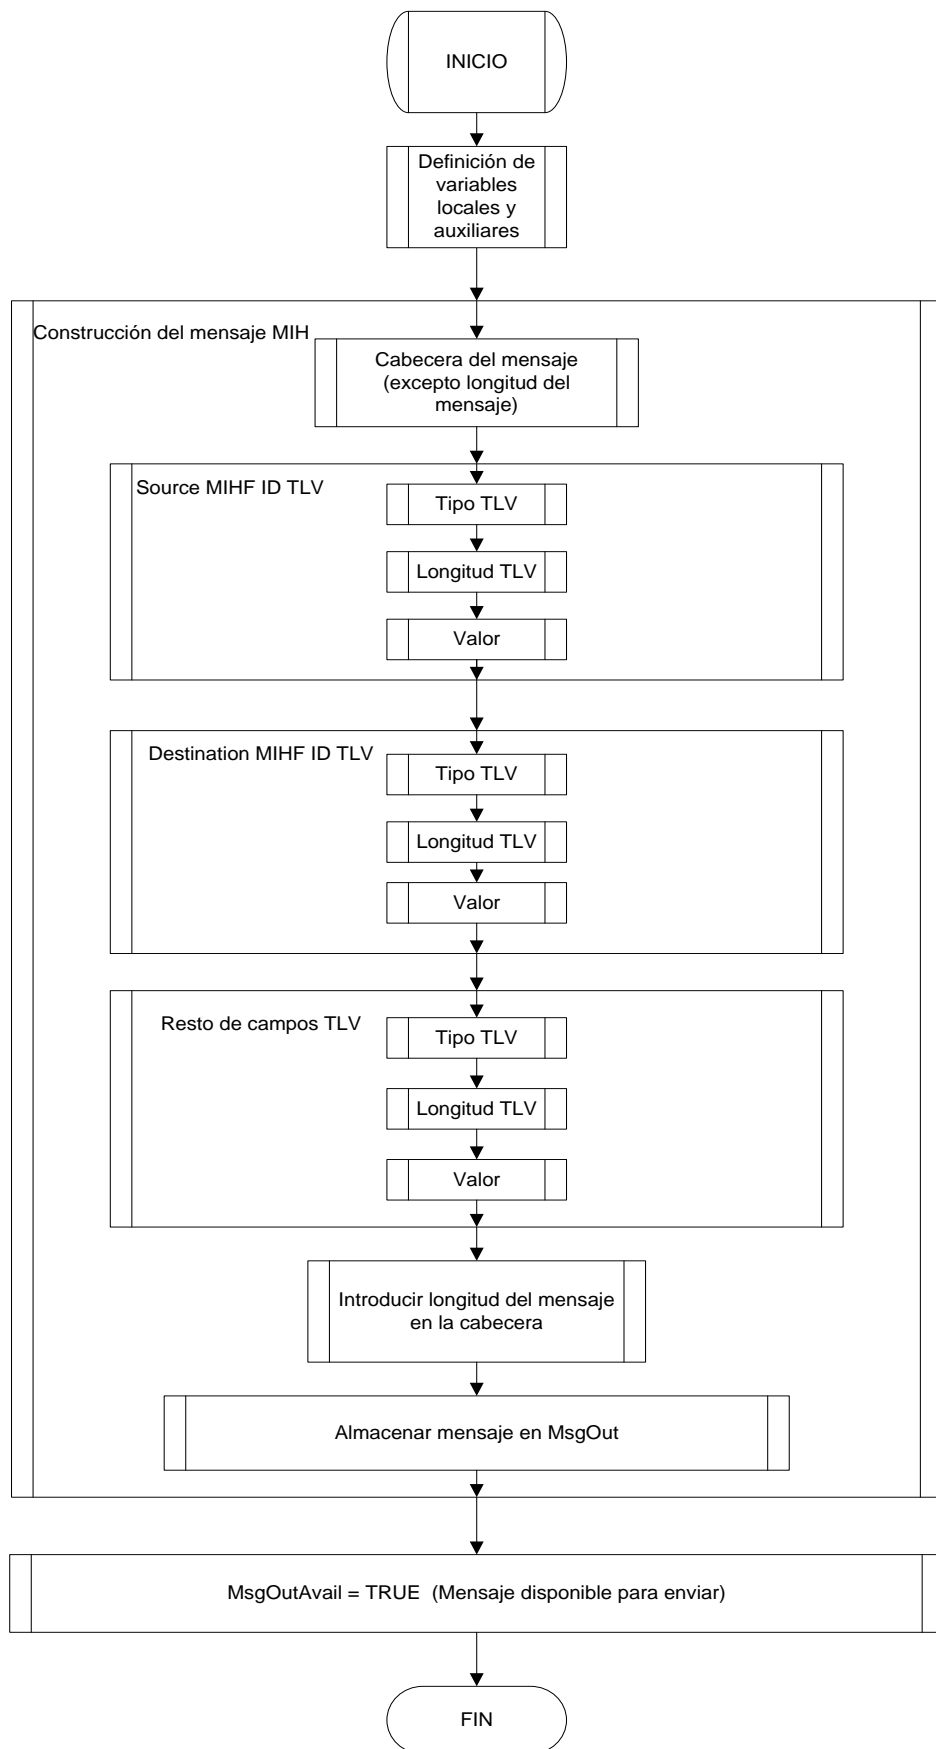 INICIO
Definición de
variables
locales y
auxiliares
Construcción del mensaje MIH
Cabecera del mensaje
(excepto longitud del
mensaje)
Source MIHF ID TLV
Tipo TLV
Longitud TLV
Valor
Destination MIHF ID TLV
Tipo TLV
Longitud TLV
Valor
Resto de campos TLV
Tipo TLV
Longitud TLV
Valor
Introducir longitud del mensaje
en la cabecera
Almacenar mensaje en MsgOut
MsgOutAvail = TRUE (Mensaje disponible para enviar)
FIN